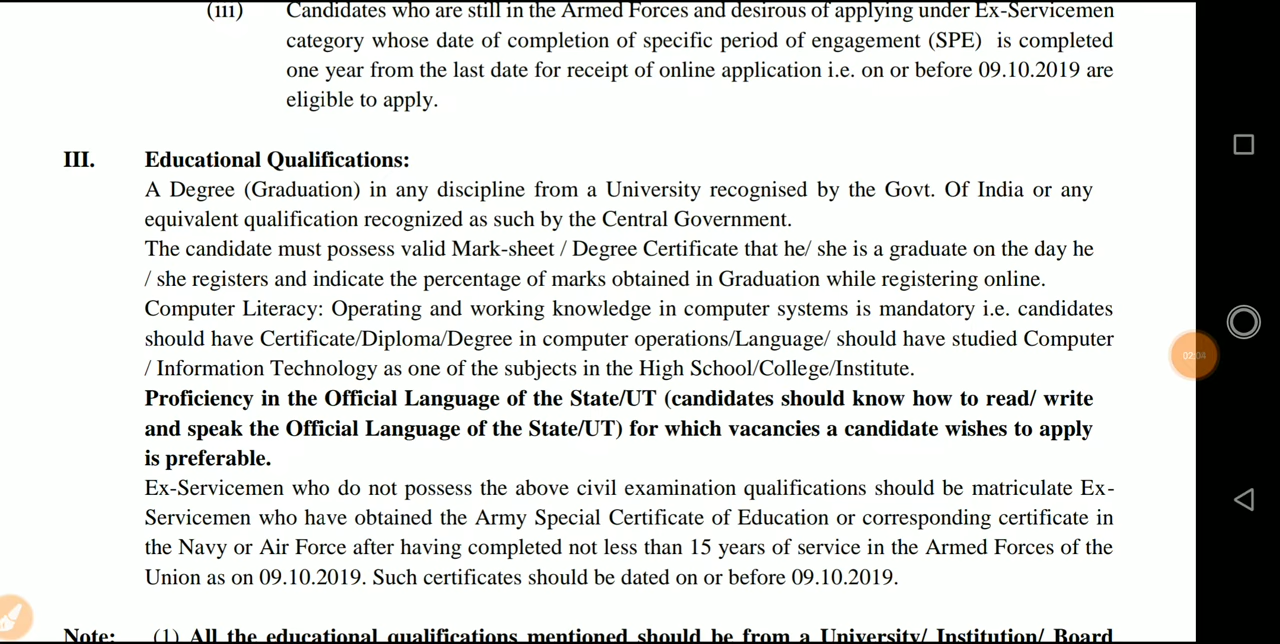 (iii) Candidates who are still in the Armed Forces and desirous of applying under Ex-Servicemen
category whose date of completion of specific period of engagement (SPE) is completed
one year from the last date for receipt of online application i.e. on or before 09.10.2019 are
eligible to apply.
III. Educational Qualifications:
A Degree (Graduation) in any discipline from a University recognised by the Govt. Of India or any
equivalent qualification recognized as such by the Central Government.
The candidate must possess valid Mark-sheet / Degree Certificate that he/ she is a graduate on the day he
/ she registers and indicate the percentage of marks obtained in Graduation while registering online.
Computer Literacy: Operating and working knowledge in computer systems is mandatory i.e. candidates
should have Certificate/Diploma/Degree in computer operations/Language/ should have studied Computer
/ Information Technology as one of the subjects in the High School/College/Institute.
Proficiency in the Official Language of the State/UT (candidates should know how to read/ write
and speak the Official Language of the State/UT) for which vacancies a candidate wishes to apply
is preferable.
Ex-Servicemen who do not possess the above civil examination qualifications should be matriculate Ex-
Servicemen who have obtained the Army Special Certificate of Education or corresponding certificate in
the Navy or Air Force after having completed not less than 15 years of service in the Armed Forces of the
Union as on 09.10.2019. Such certificates should be dated on or before 09.10.2019.
Note: (1) All the educational qualifications mentioned should be from a University/ Institution/ Board
02:04